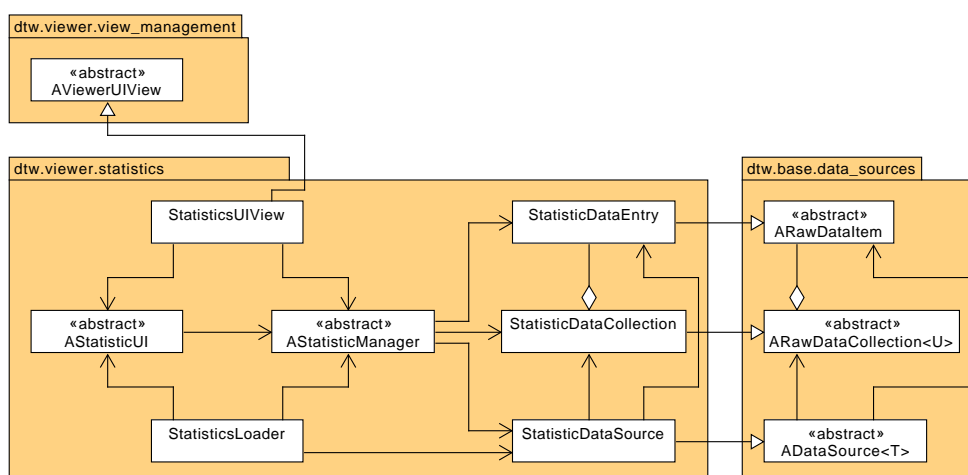 dtw.viewer.view_management
«abstract»
AViewerUIView
dtw.viewer.statistics
dtw.base.data_sources
StatisticsUIView
StatisticDataEntry
«abstract»
ARawDataItem
«abstract»
AStatisticUI
«abstract»
AStatisticManager
StatisticDataCollection
«abstract»
ARawDataCollection<U>
StatisticsLoader
StatisticDataSource
«abstract»
ADataSource<T>